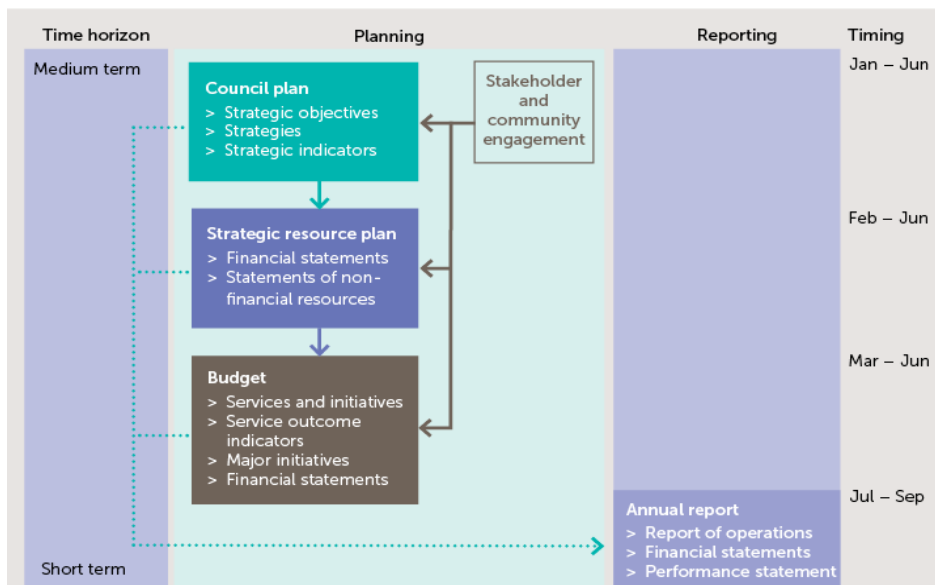 Time horizon
Planning
Reporting
Timing
Medium term
Jan – Jun
Council plan
> Strategic objectives
> Strategies
> Strategic indicators
Stakeholder
and
community
engagement
Feb – Jun
Strategic resource plan
> Financial statements
> Statements of non-
financial resources
Mar – Jun
Budget
> Services and initiatives
> Service outcome
indicators
> Major initiatives
> Financial statements
Jul – Sep
Annual report
> Report of operations
> Financial statements
> Performance statement
Short term